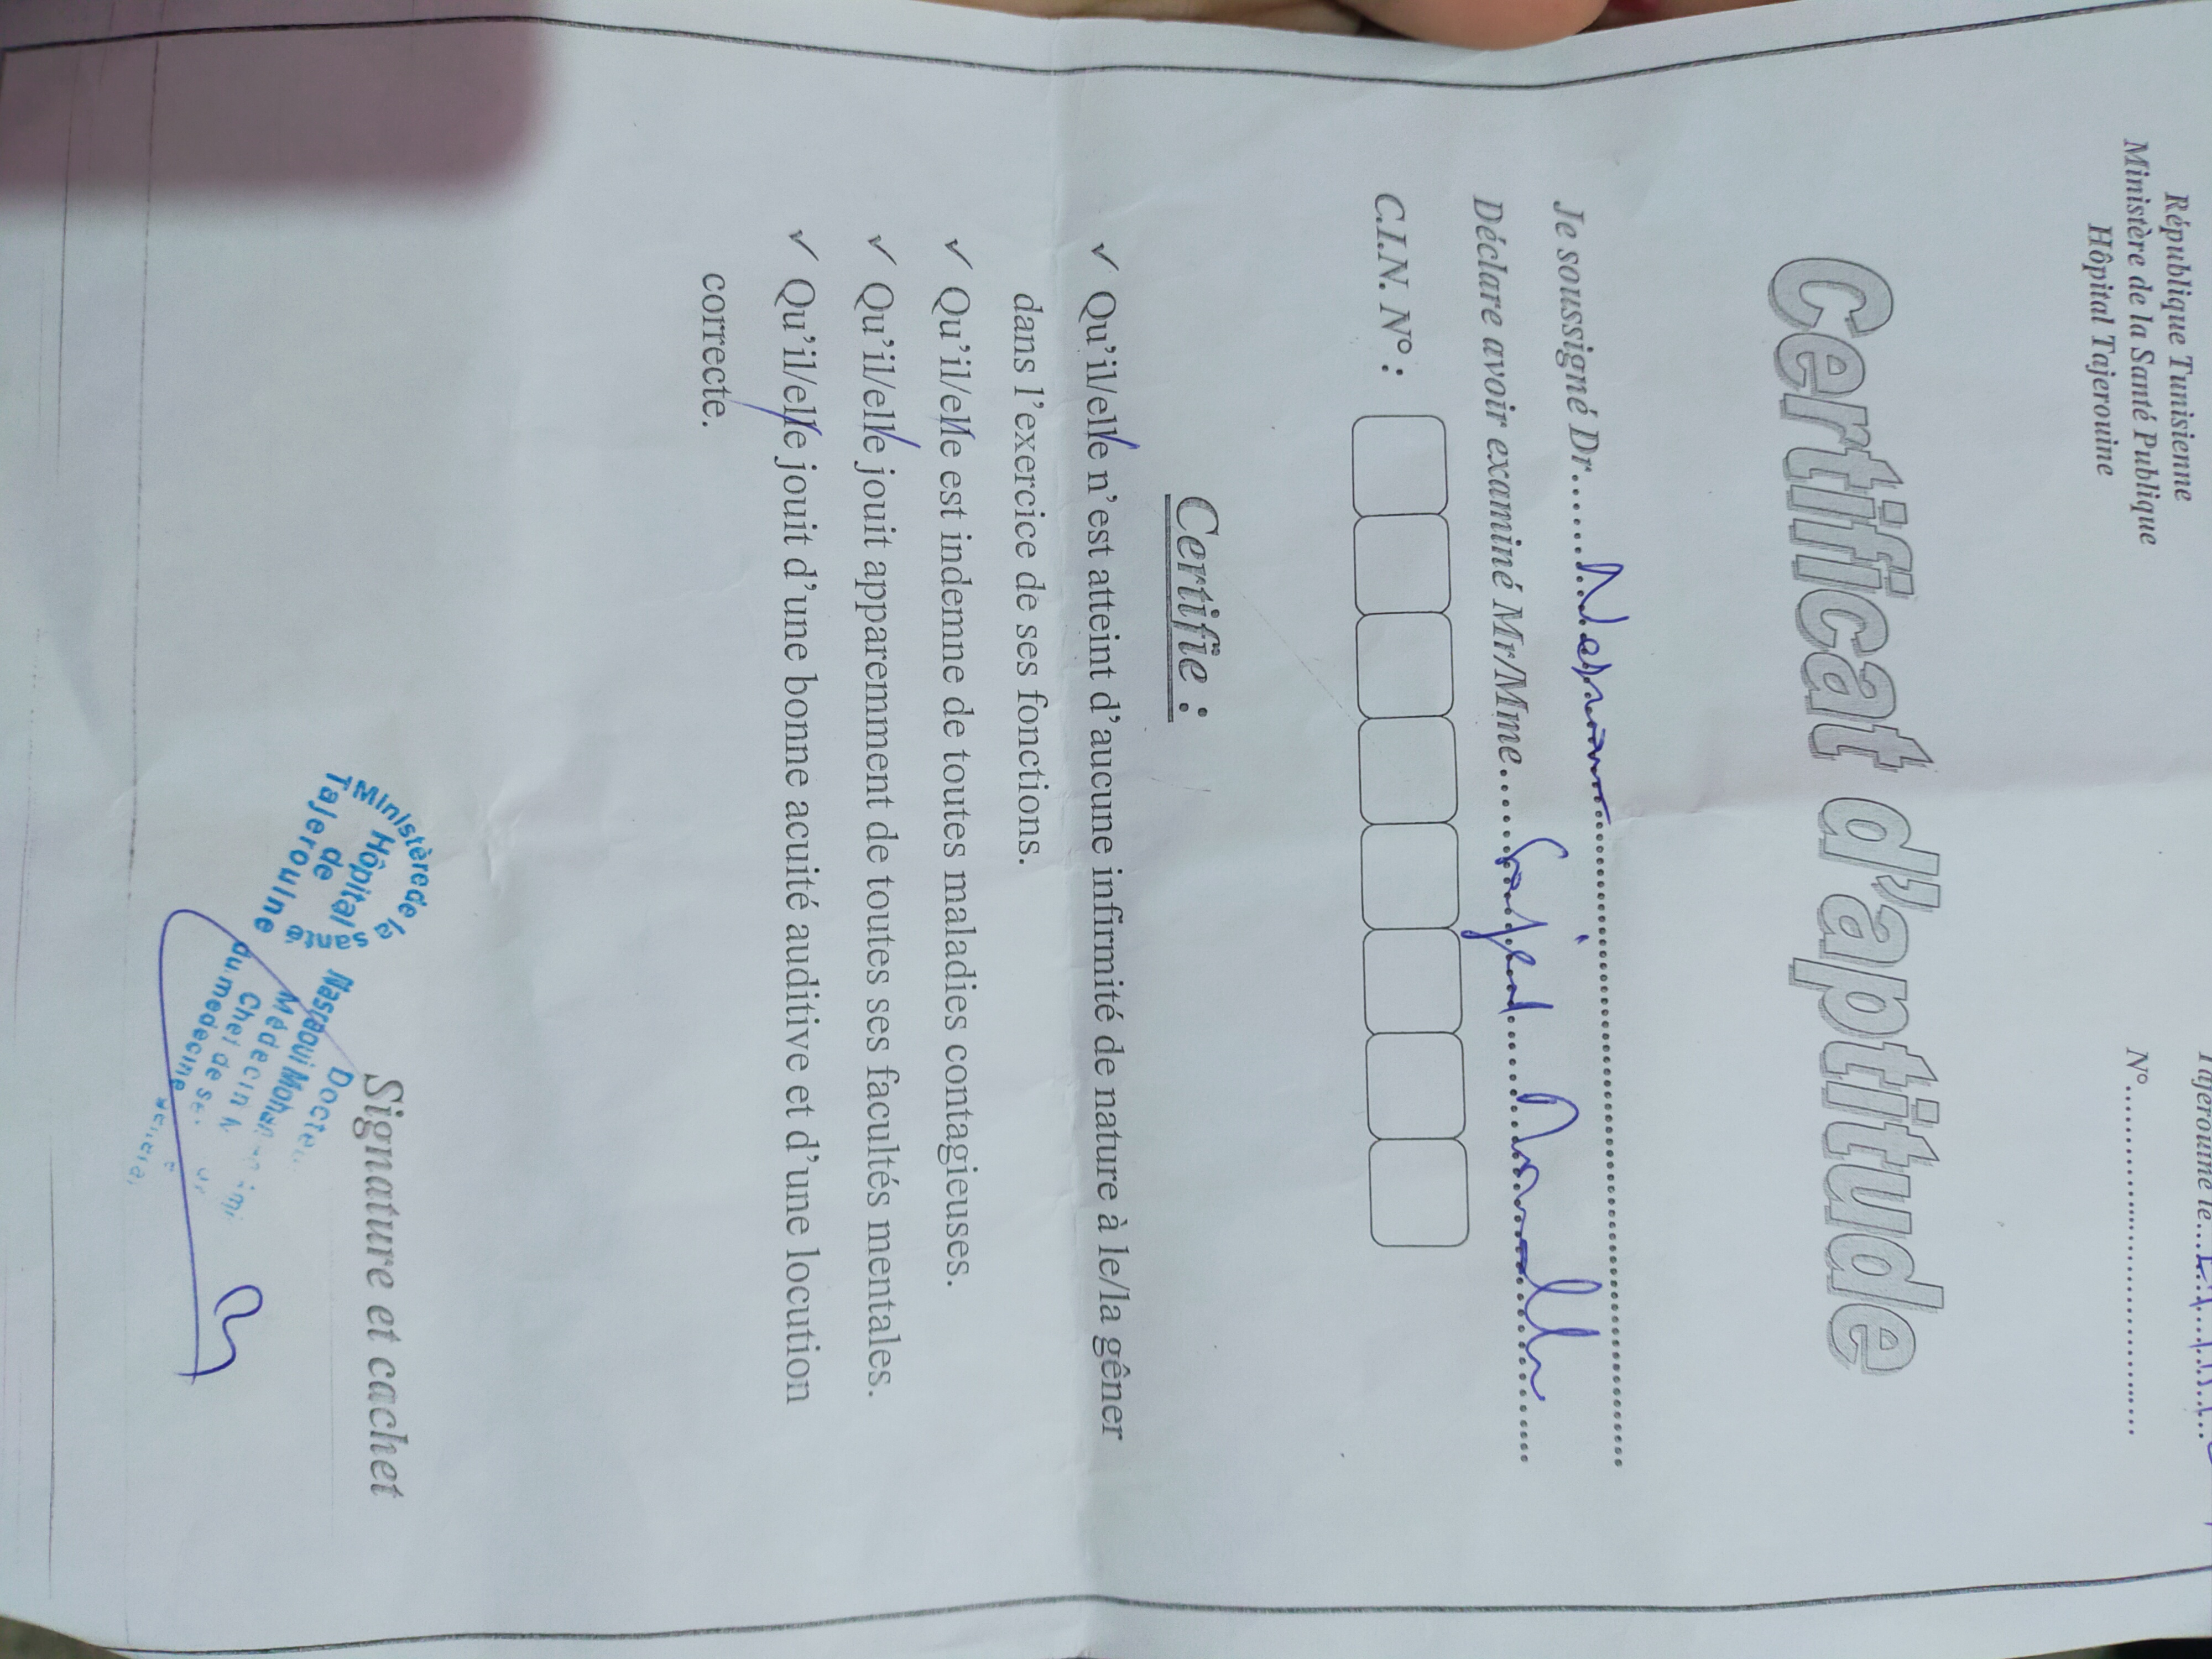 République Tunisienne
Ministère de la Santé Publique
Hôpital Tajerouine
Tajerouine le
N°
Certificat d'aptitude
Je soussigné Dr
Déclare avoir examiné Mr/Mme
C.I.N. N° :
Certifie :
✓ Qu'il/elle n'est atteint d'aucune infirmité de nature à le/la gêner
dans l'exercice de ses fonctions.
✓ Qu'il/elle est indemne de toutes maladies contagieuses.
✓ Qu'il/elle jouit apparemment de toutes ses facultés mentales.
✓ Qu'il/elle jouit d'une bonne acuité auditive et d'une locution
correcte.
Signature et cachet
Ministère de la Santé
Hôpital
de
Tajerouine
Nasraoui